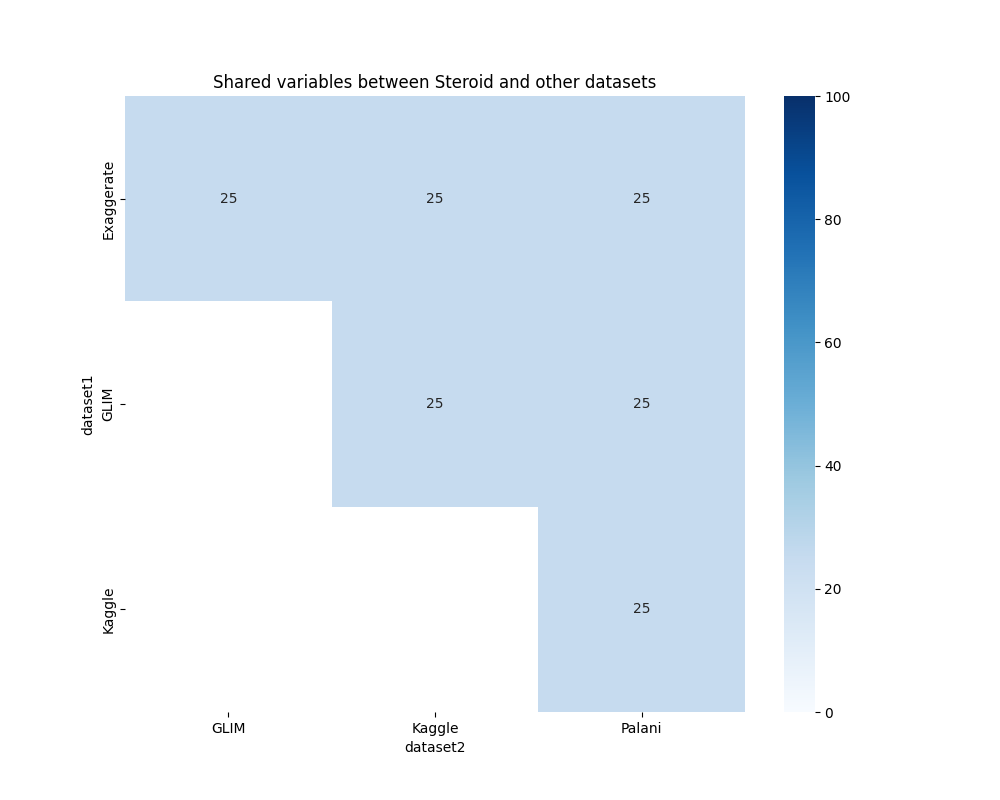 Shared variables between Steroid and other datasets
100
80
60
40
20
0
dataset1
Exaggerate
25 25 25
GLIM
25 25
Kaggle
25
GLIM Kaggle Palani
dataset2